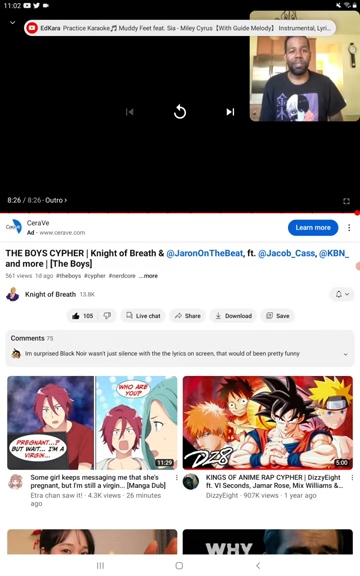 11:02
EdKara Practice Karaoke🎵 Muddy Feet feat. Sia - Miley Cyrus【With Guide Melody】 Instrumental, Lyri...
8:26 / 8:26 · Outro >
CeraVe
CeraVe
Ad · www.cerave.com
Learn more
THE BOYS CYPHER | Knight of Breath & @JaronOnTheBeat, ft. @Jacob_Cass, @KBN_
and more | [The Boys]
561 views 1d ago #theboys #cypher #nerdcore ...more
Knight of Breath 13.8K
105
Live chat
Share
Download
Save
Comments 75
Im surprised Black Noir wasn't just silence with the the lyrics on screen, that would of been pretty funny
PREGNANT...?
BUT WAIT... I'M A
VIRGIN...
WHO ARE
YOU?
11:29
DZ8
5:00
Some girl keeps messaging me that she's
pregnant, but I'm still a virgin... [Manga Dub]
Etra chan saw it! · 4.3K views · 26 minutes
ago
KINGS OF ANIME RAP CYPHER | DizzyEight
ft. VI Seconds, Jamar Rose, Mix Williams &...
DizzyEight · 907K views · 1 year ago
WHY